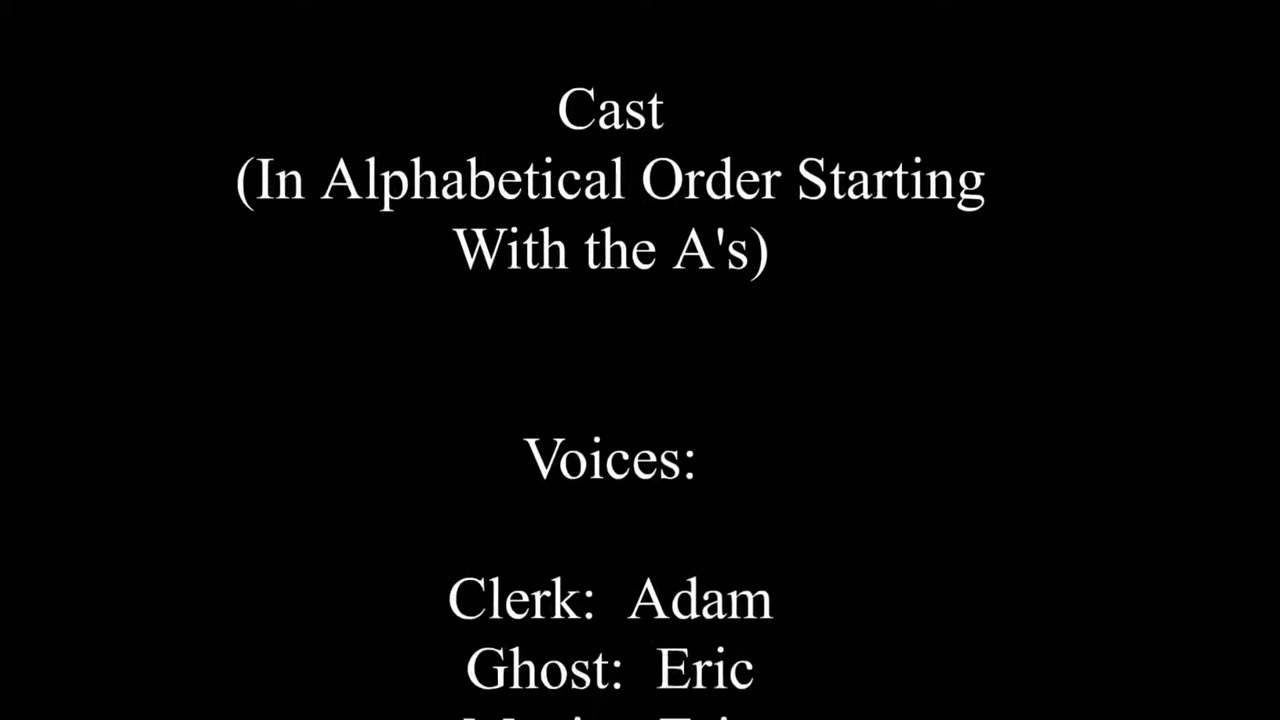 Cast
(In Alphabetical Order Starting
With the A's)
Voices:
Clerk: Adam
Ghost: Eric